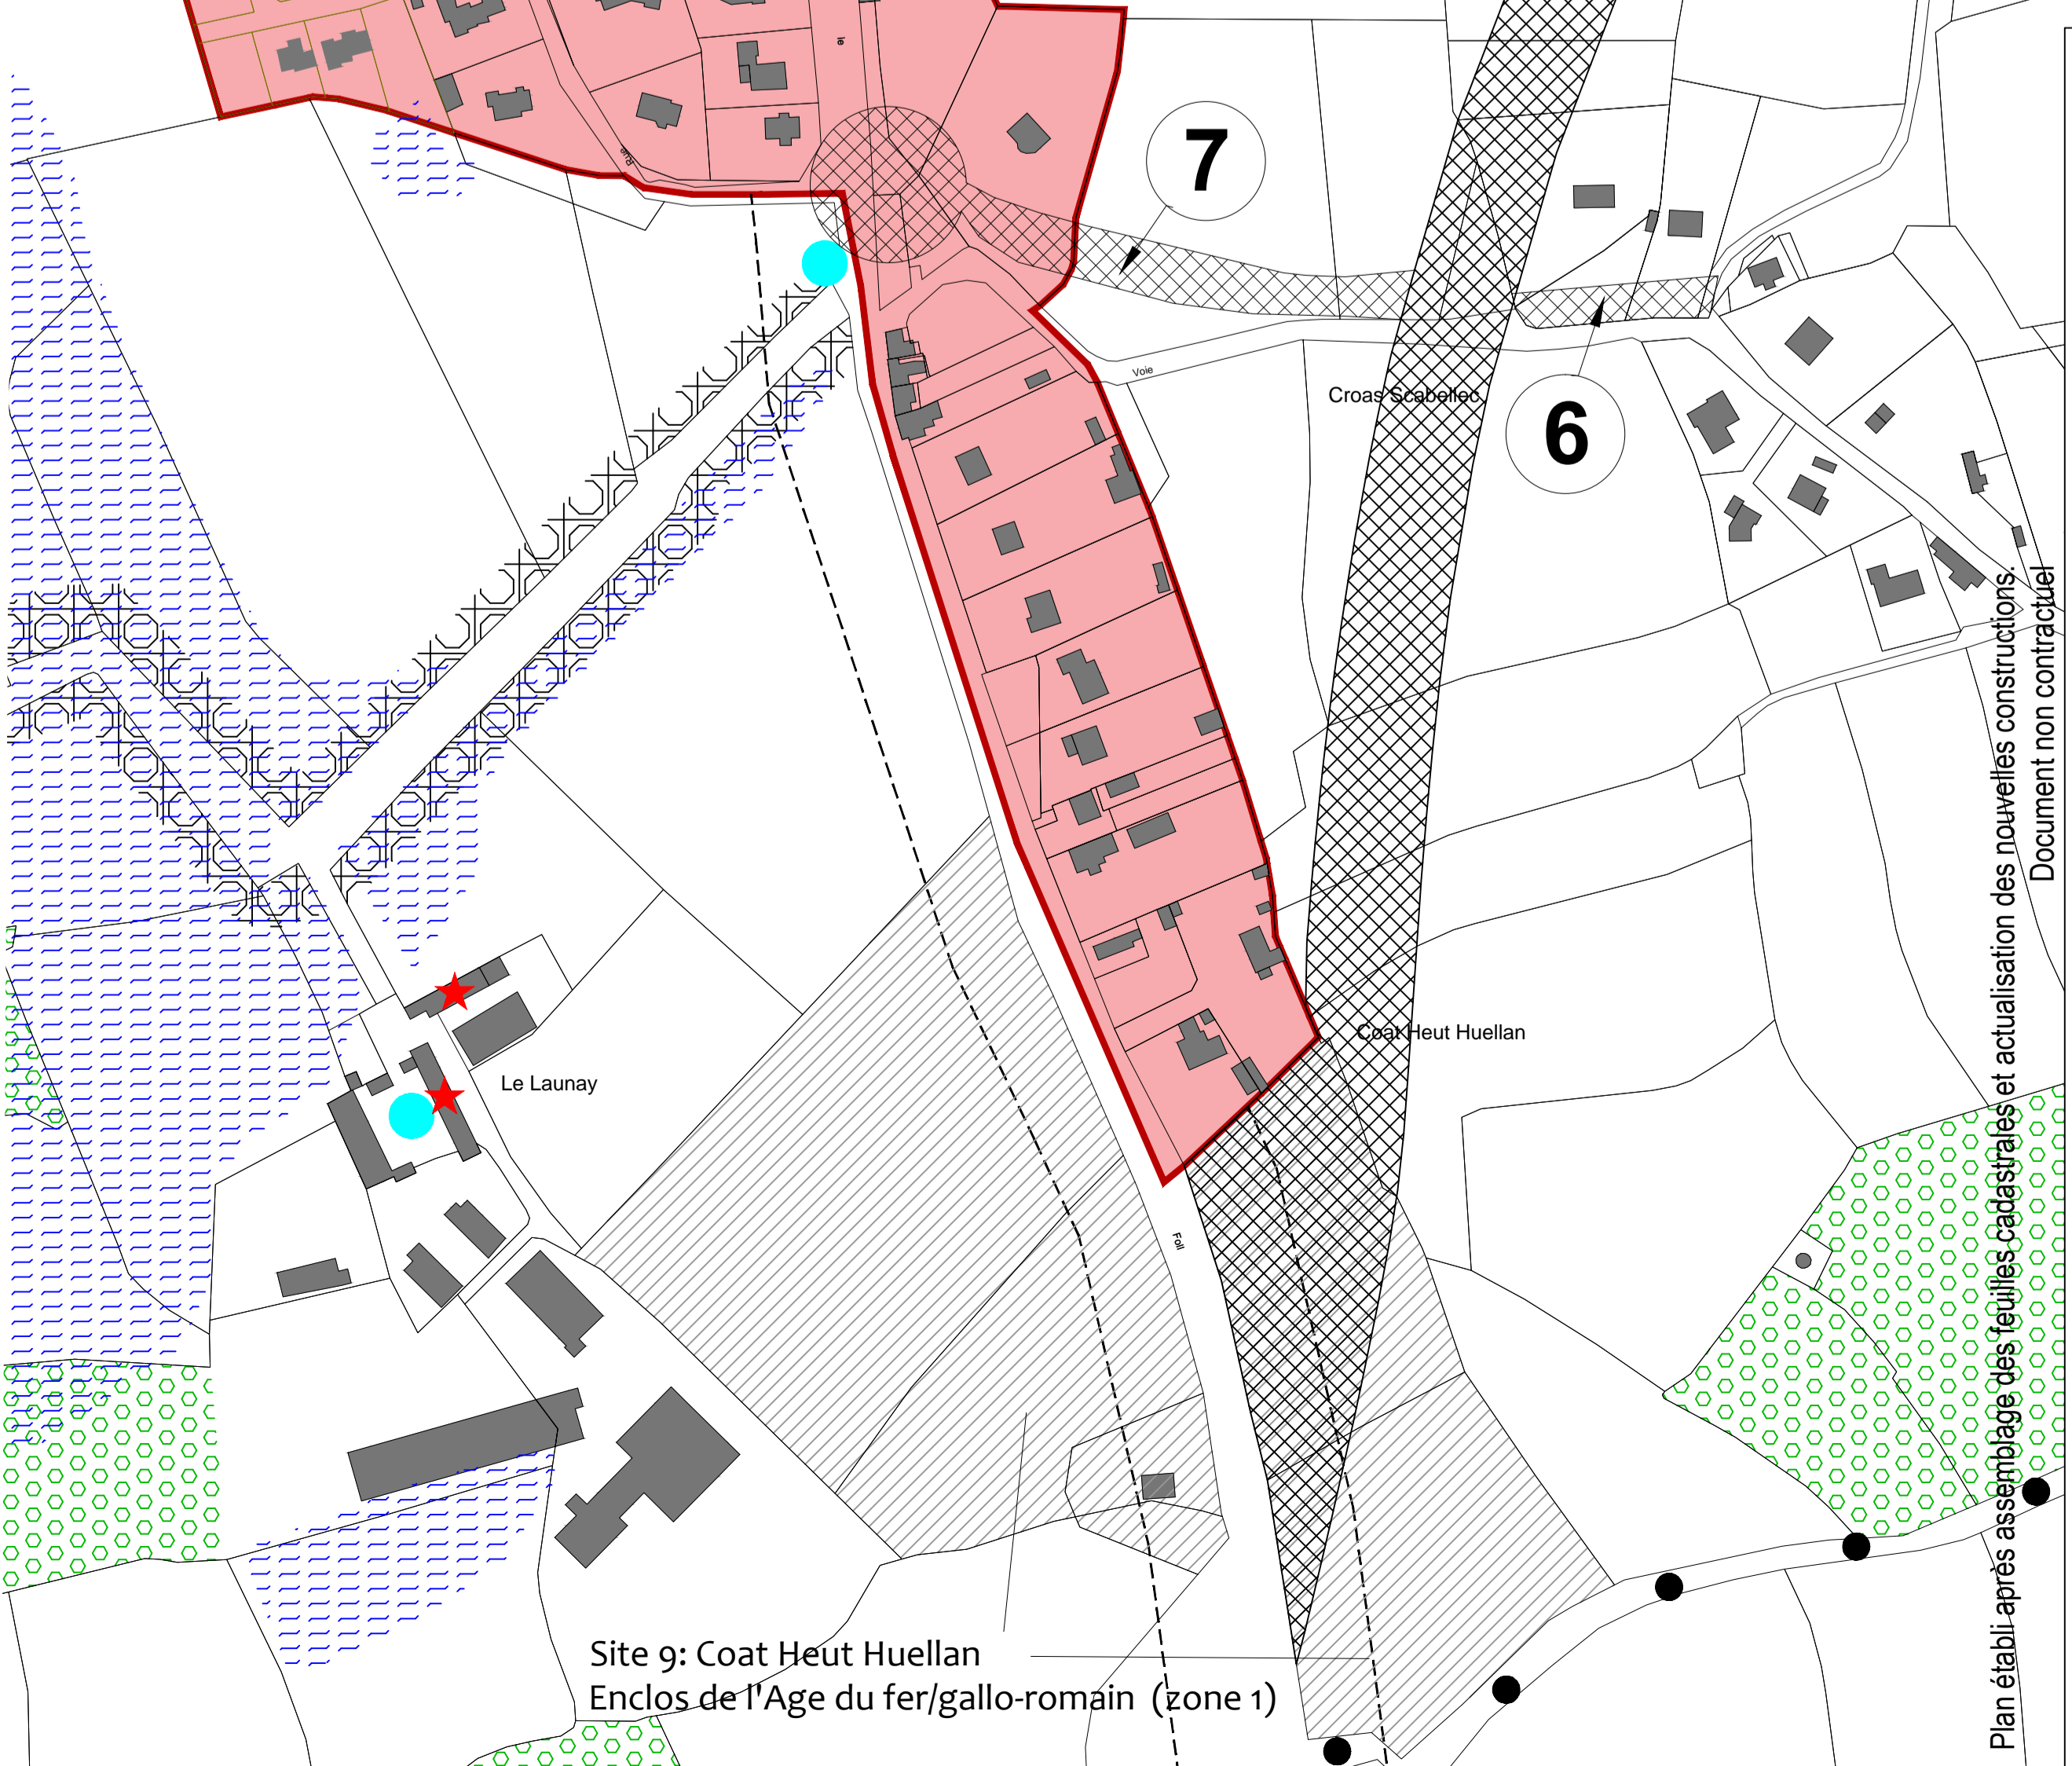 le
Rue
7
Voie
Croas Scabellec
6
Coat Heut Huellan
Le Launay
Foll
Site 9: Coat Heut Huellan
Enclos de l'Age du fer/gallo-romain (zone 1)
Plan établi après assemblage des feuilles cadastrales et actualisation des nouvelles constructions.
Document non contractuel